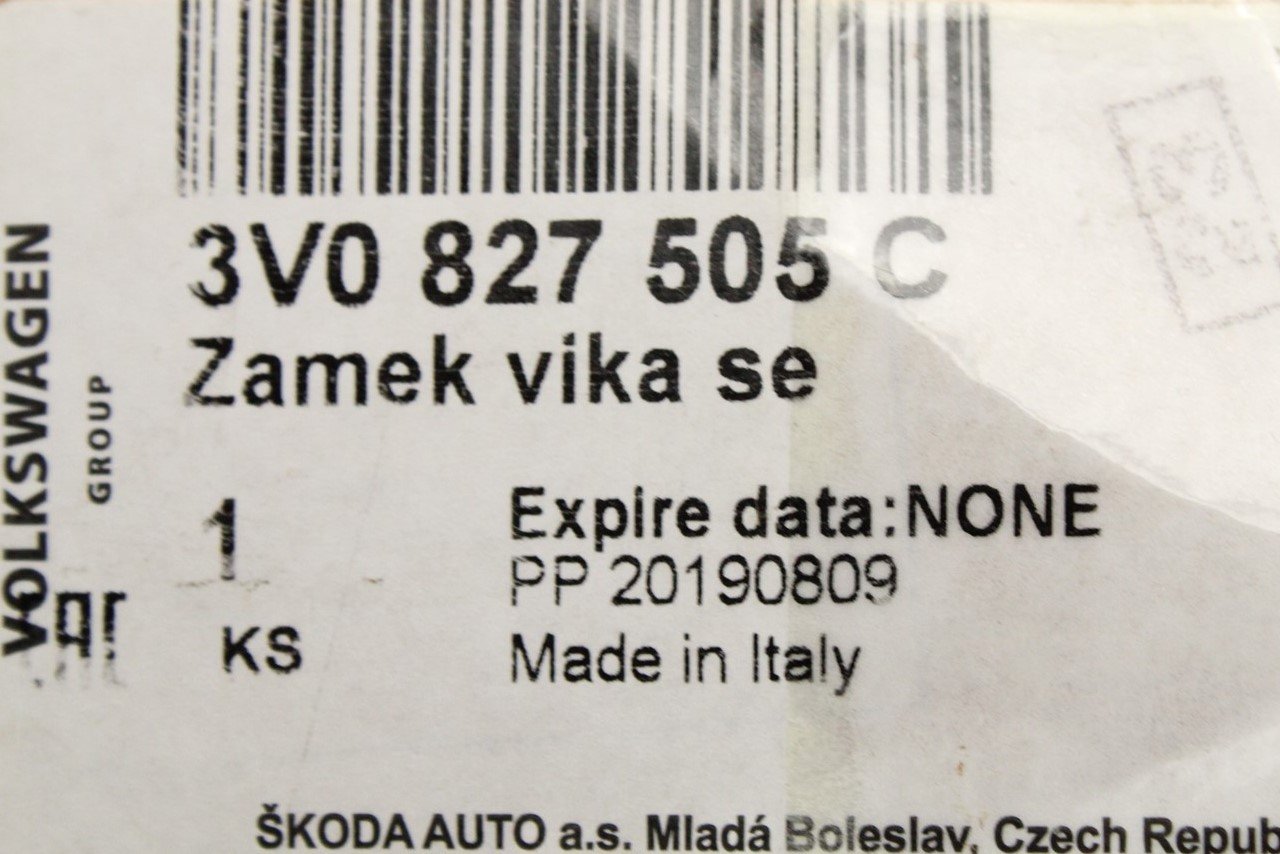 3V0 827 505 C
Zamek vika se
VOLKSWAGEN
GROUP
1
KS
Expire data:NONE
PP 20190809
Made in Italy
ŠKODA AUTO a.s. Mladá Boleslav, Czech Repub